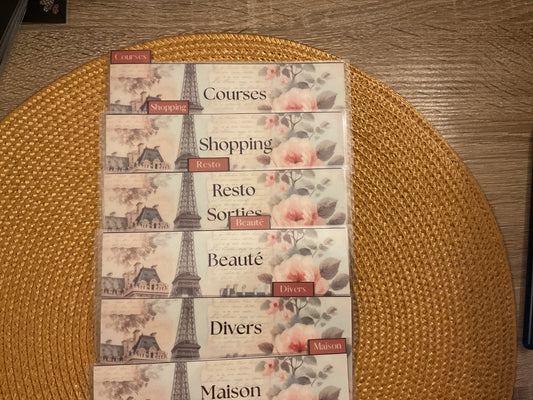 Courses
Courses
Shopping
Shopping
Resto
Resto
Sorties
Beauté
Beauté
Divers
Divers
Maison
Maison